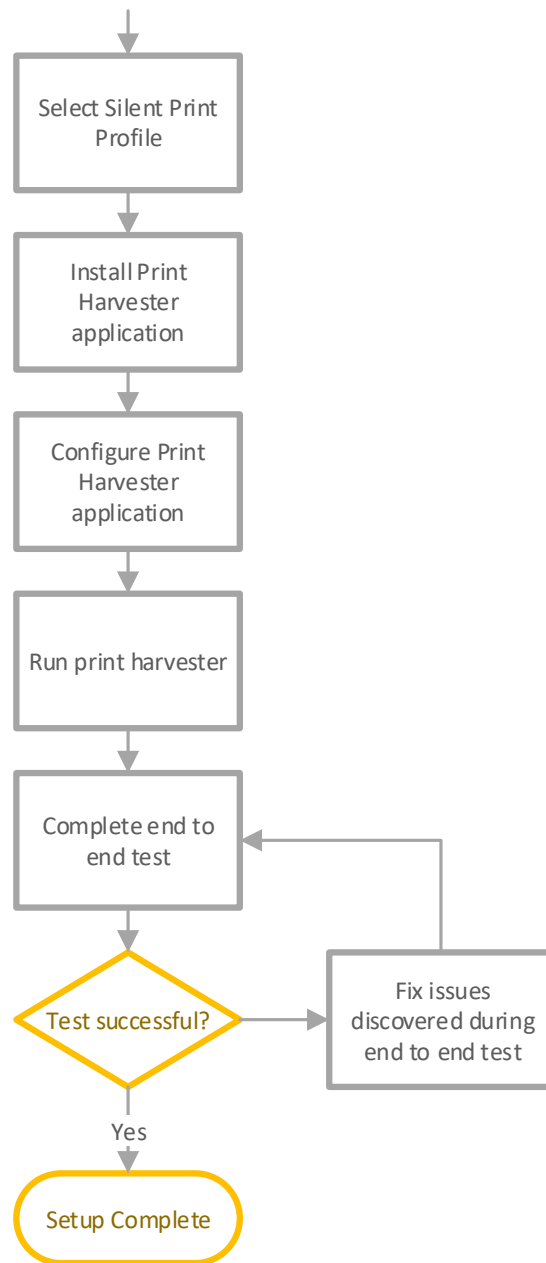 Select Silent Print
Profile
Install Print
Harvester
application
Configure Print
Harvester
application
Run print harvester
Complete end to
end test
Test successful?
Fix issues
discovered during
end to end test
Yes
Setup Complete